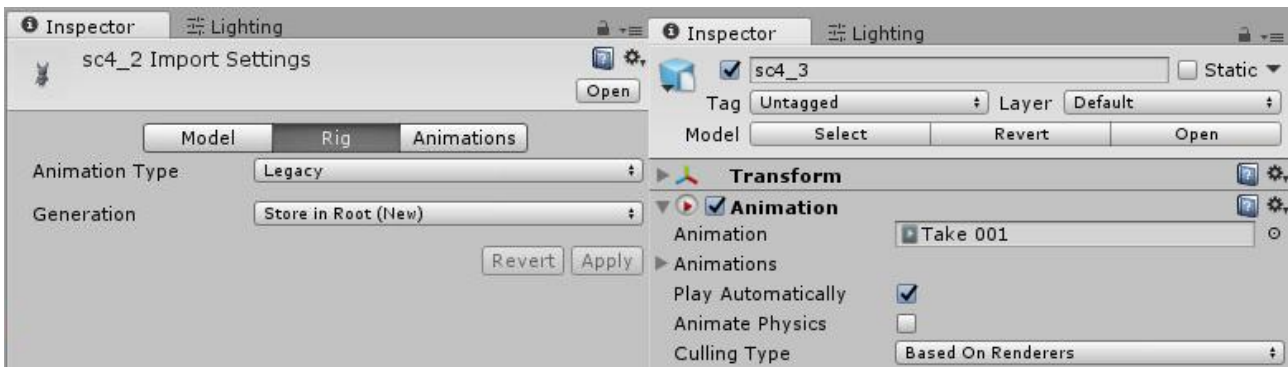 Inspector
Lighting
sc4_2 Import Settings
Open
Model
Rig
Animations
Animation Type
Legacy
Generation
Store in Root (New)
Revert
Apply
Inspector
Lighting
sc4_3
Static
Tag
Untagged
Layer
Default
Model
Select
Revert
Open
Transform
Animation
Animation
Take 001
Animations
Play Automatically
Animate Physics
Culling Type
Based On Renderers